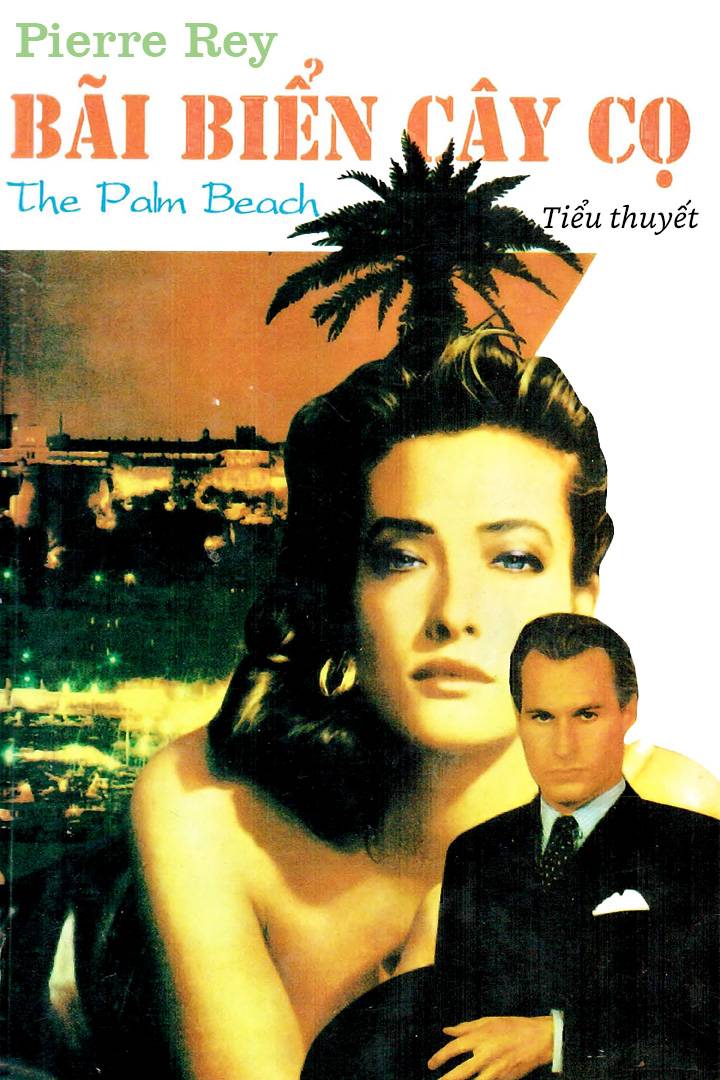 Pierre Rey
BÃI BIỂN CÂY CỌ
The Palm Beach
Tiểu thuyết